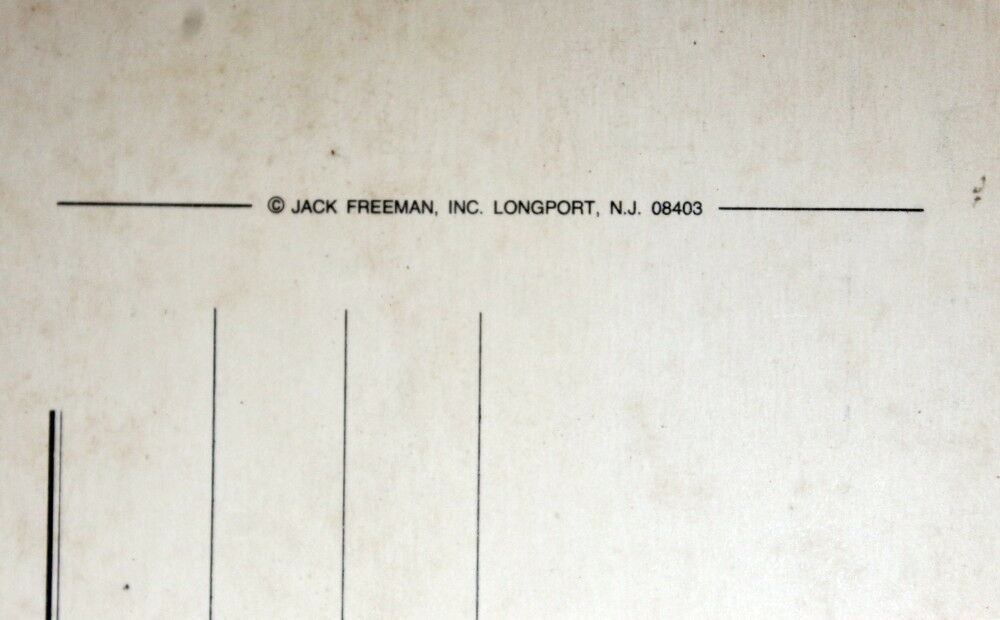 © JACK FREEMAN, INC. LONGPORT, N.J. 08403